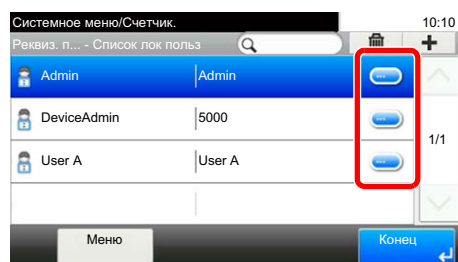 Системное меню/Счетчик.
10:10
Реквиз. п... - Список лок польз
Admin
Admin
DeviceAdmin
5000
1/1
User A
User A
Меню
Конец